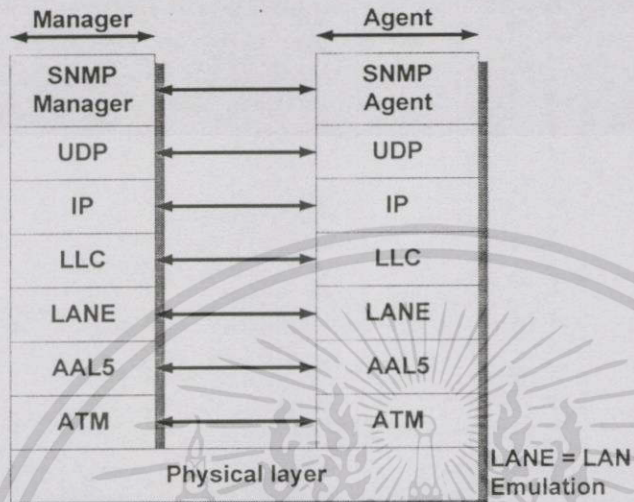 Manager Agent
SNMP Manager
SNMP Agent
UDP UDP
IP IP
LLC LLC
LANE LANE
AAL5 AAL5
ATM ATM
Physical layer
LANE = LAN
Emulation